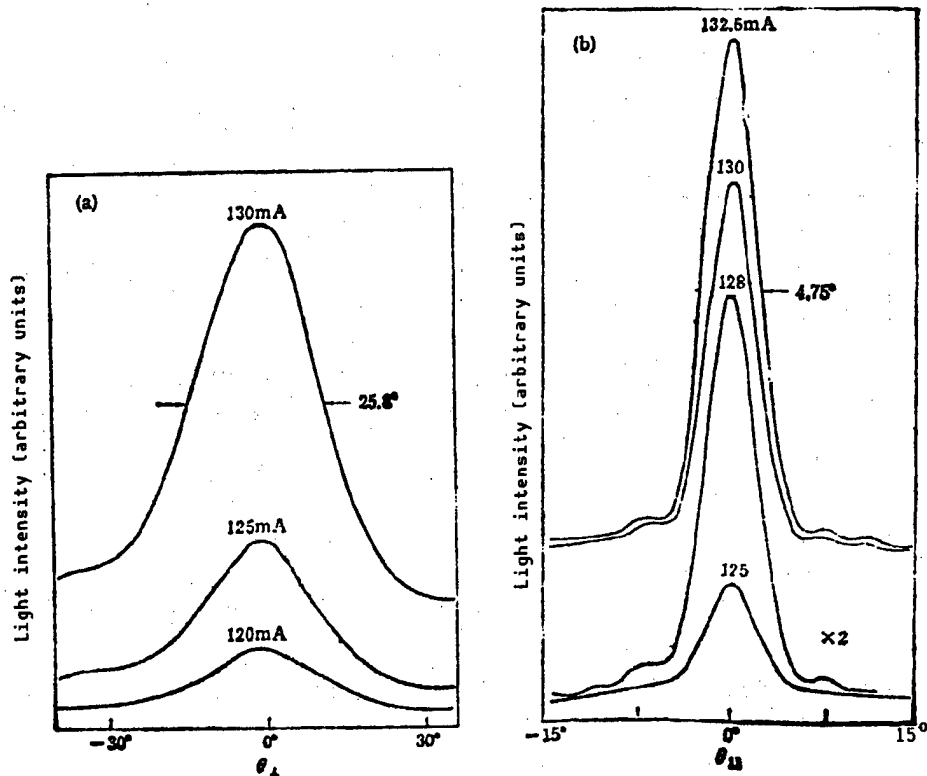 (a)
130mA
25.8°
125mA
120mA
Light intensity (arbitrary units)
-30°
0°
30°
θ⊥
(b)
132.5mA
130
128
4.75°
125
×2
Light intensity (arbitrary units)
-15°
0°
15°
θ11